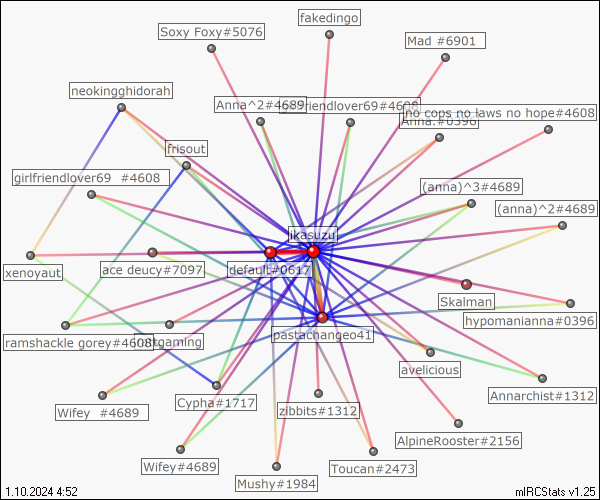 fakedingo
Soxy Foxy#5076
Mad #6901
neokingghidorah
Anna^2#4689
friendlover69#4608
no cops no laws no hope#4608
Anna.#0396
frisout
girlfriendlover69 #4608
(anna)^3#4689
(anna)^2#4689
ikasuzu
xenoyaut
ace deucy#7097
default#0617
Skalman
hypomanianna#0396
pastachangeo41
ramshackle gorey#4608
tgaming
avelicious
Annarchist#1312
Cypha#1717
zibbits#1312
Wifey #4689
AlpineRooster#2156
Wifey#4689
Toucan#2473
Mushy#1984
1.10.2024 4:52
mIRCStats v1.25